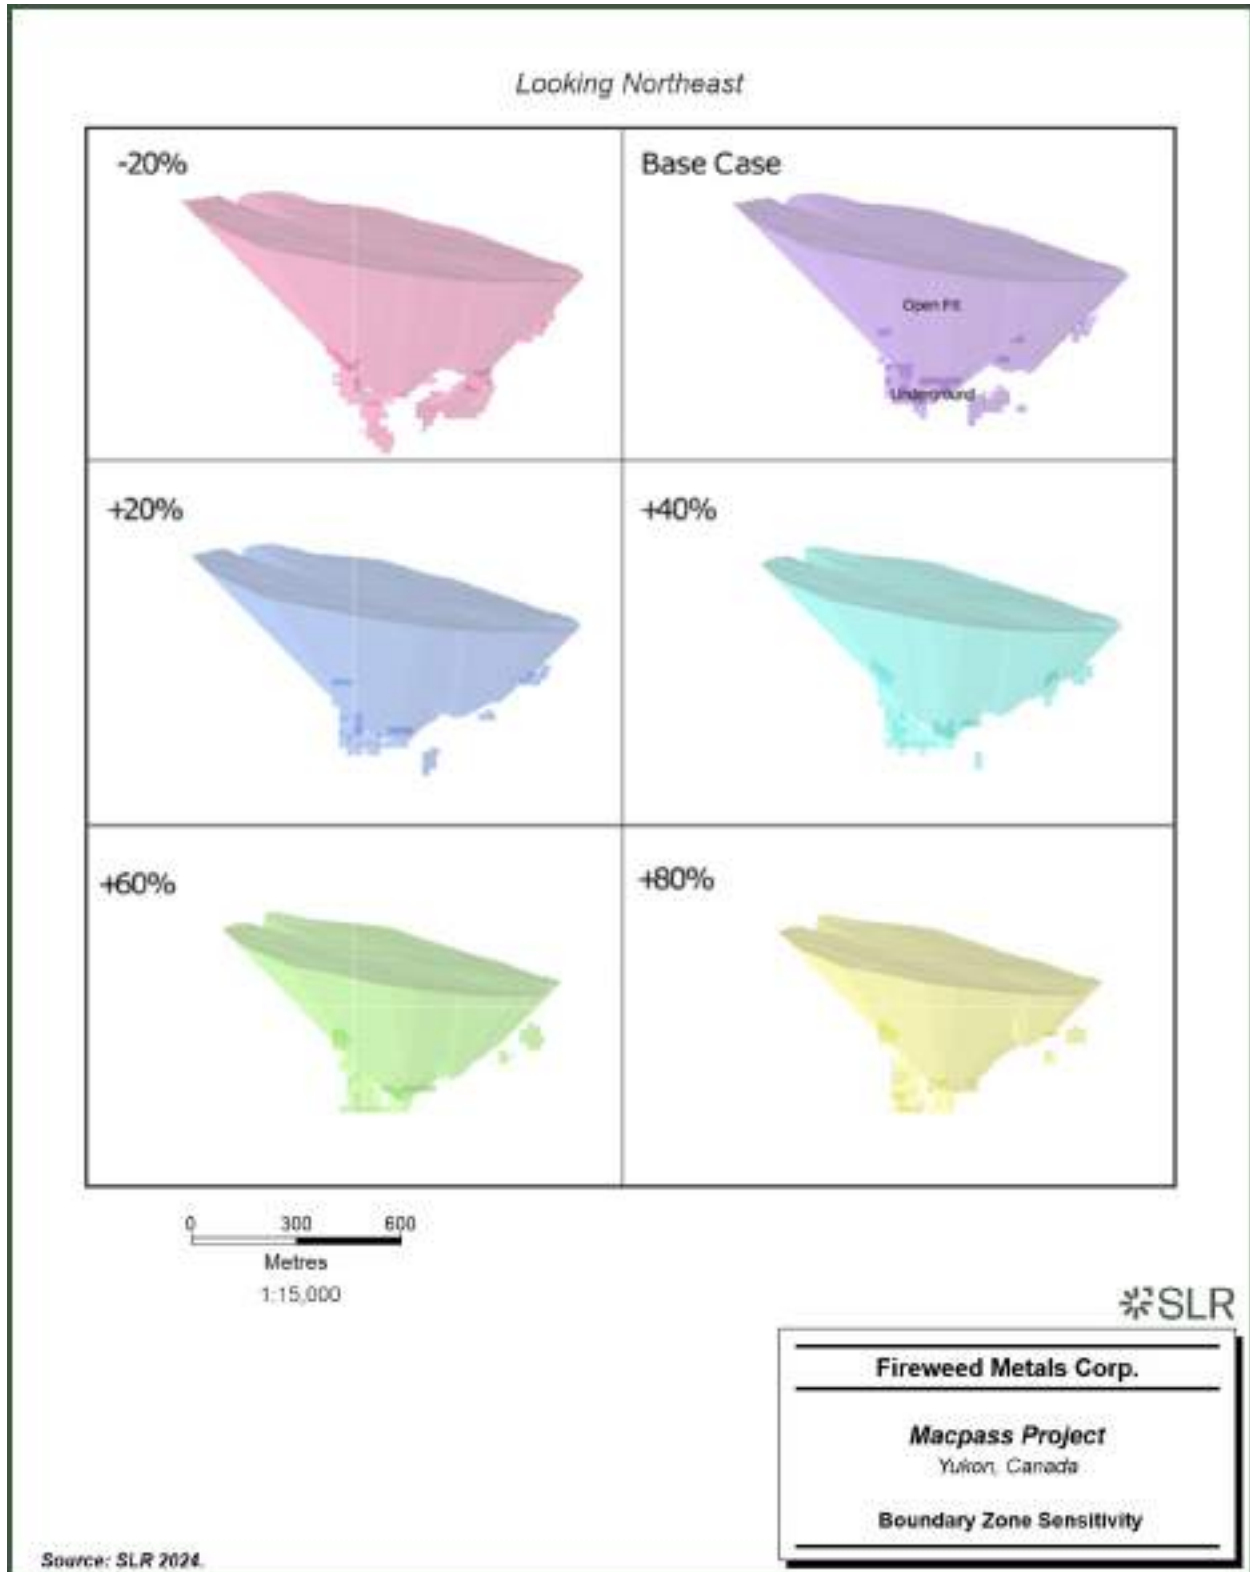 Looking Northeast
-20%
Base Case
Open Pit
Underground
+20%
+40%
+60%
+80%
0 300 600
Metres
1:15,000
SLR
Fireweed Metals Corp.
Macpass Project
Yukon, Canada
Boundary Zone Sensitivity
Source: SLR 2024.